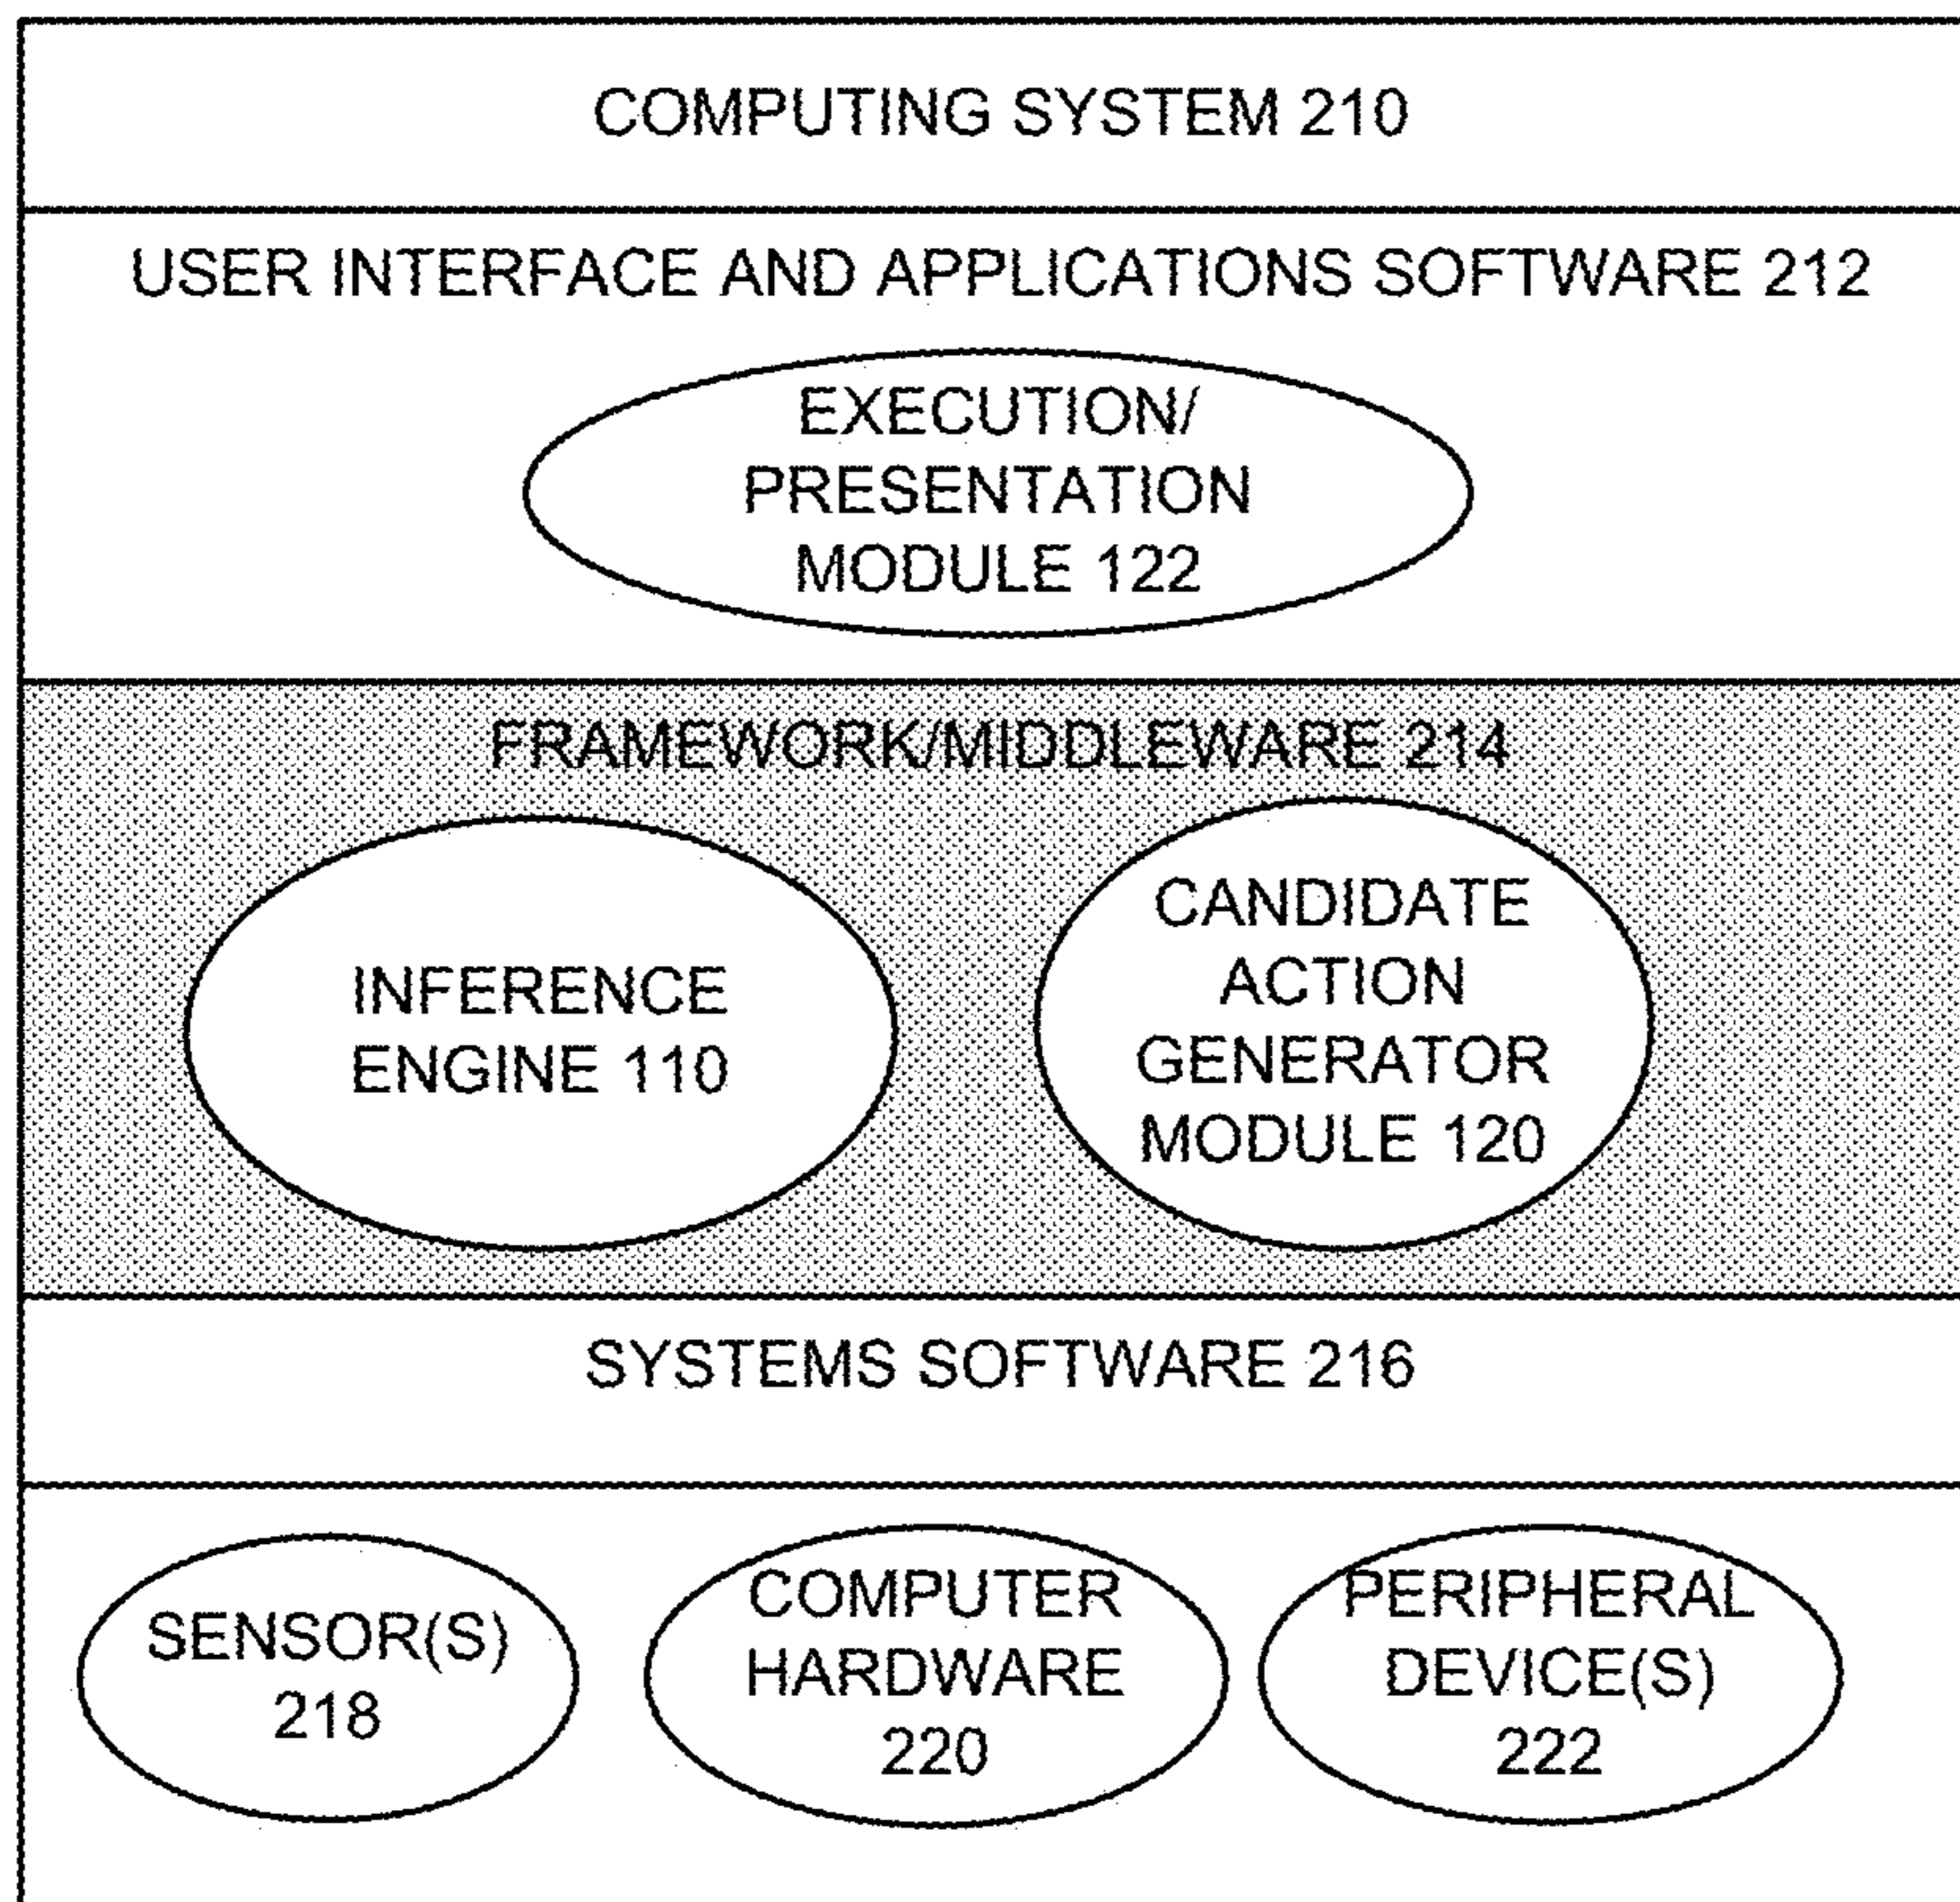 COMPUTING SYSTEM 210
USER INTERFACE AND APPLICATIONS SOFTWARE 212
EXECUTION/
PRESENTATION
MODULE 122
FRAMEWORK/MIDDLEWARE 214
INFERENCE
ENGINE 110
CANDIDATE
ACTION
GENERATOR
MODULE 120
SYSTEMS SOFTWARE 216
SENSOR(S)
218
COMPUTER
HARDWARE
220
PERIPHERAL
DEVICE(S)
222